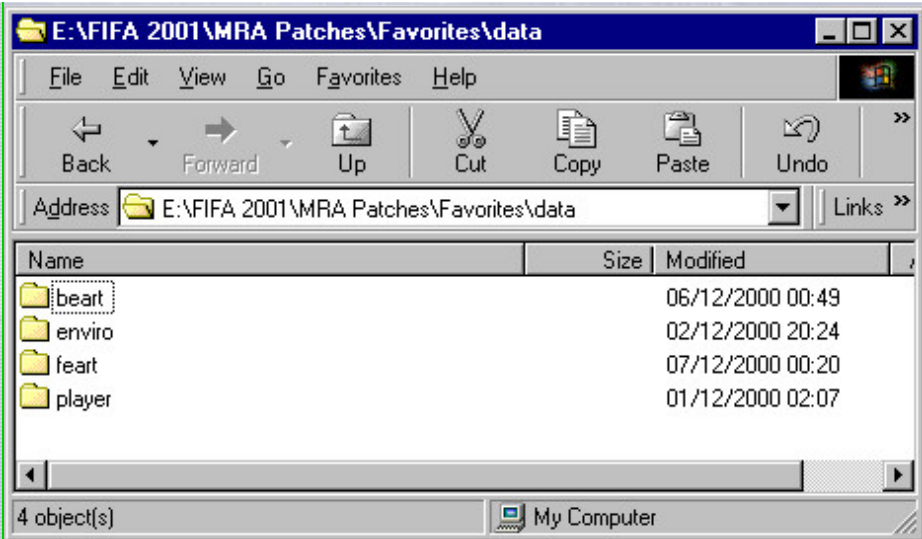 E:\FIFA 2001\MRA Patches\Favorites\data
File Edit View Go Favorites Help
Back Forward Up Cut Copy Paste Undo »
Address E:\FIFA 2001\MRA Patches\Favorites\data Links »
Name Size Modified
beart 06/12/2000 00:49
enviro 02/12/2000 20:24
feart 07/12/2000 00:20
player 01/12/2000 02:07
4 object(s) My Computer